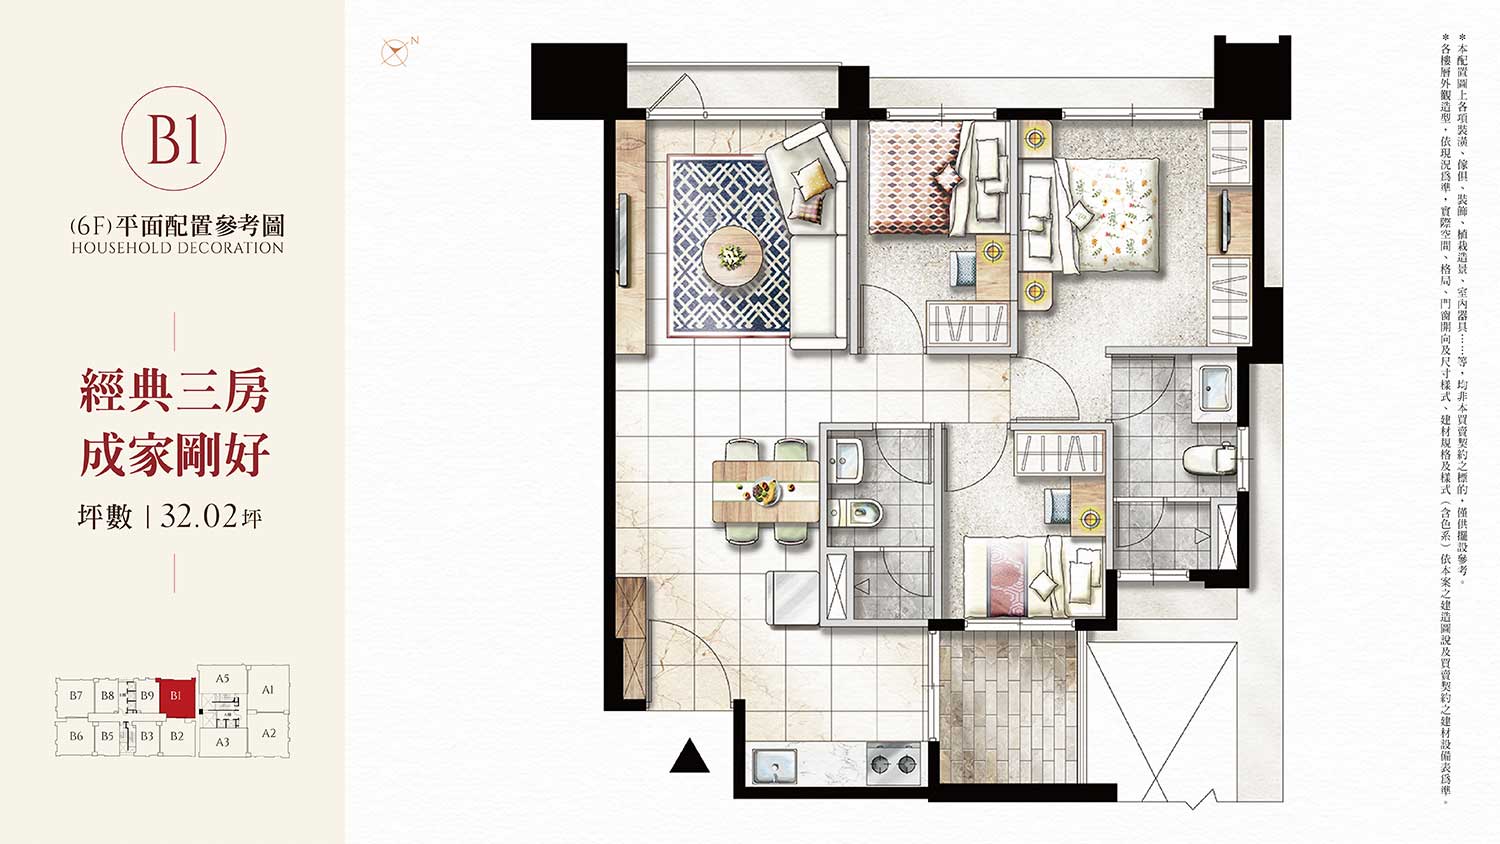 B1
(6F)平面配置參考圖
HOUSEHOLD DECORATION
經典三房
成家剛好
坪數 | 32.02坪
A5
B7
B8
B9
B1
A1
B6
B5
B3
B2
A3
A2
N
＊本配置圖上各項裝潢、傢俱、裝飾、植栽造景、室內器具……等，均非本買賣契約之標的，僅供擺設參考。
＊各樓層外觀造型，依現況為準，實際空間、格局、門窗開向及尺寸樣式、建材規格及樣式（含色系）依本案之建造圖說及買賣契約之建材設備表為準。